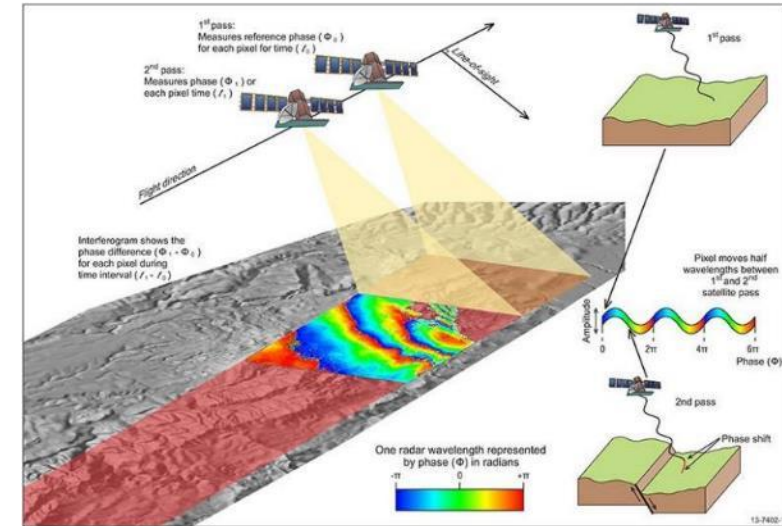 1st pass:
Measures reference phase (Φ₀)
for each pixel for time (t₀)
2nd pass:
Measures phase (Φ₁) or
each pixel time (t₁)
Line-of-sight
Flight direction
Interferogram shows the
phase difference (Φ₁ - Φ₀)
for each pixel during
time interval (t₁ - t₀)
One radar wavelength represented
by phase (Φ) in radians
-π 0 +π
1st pass
Pixel moves half
wavelengths between
1st and 2nd
satellite pass
Amplitude
0 2π 4π 6π
Phase (Φ)
2nd pass
Phase shift
13-7402-1